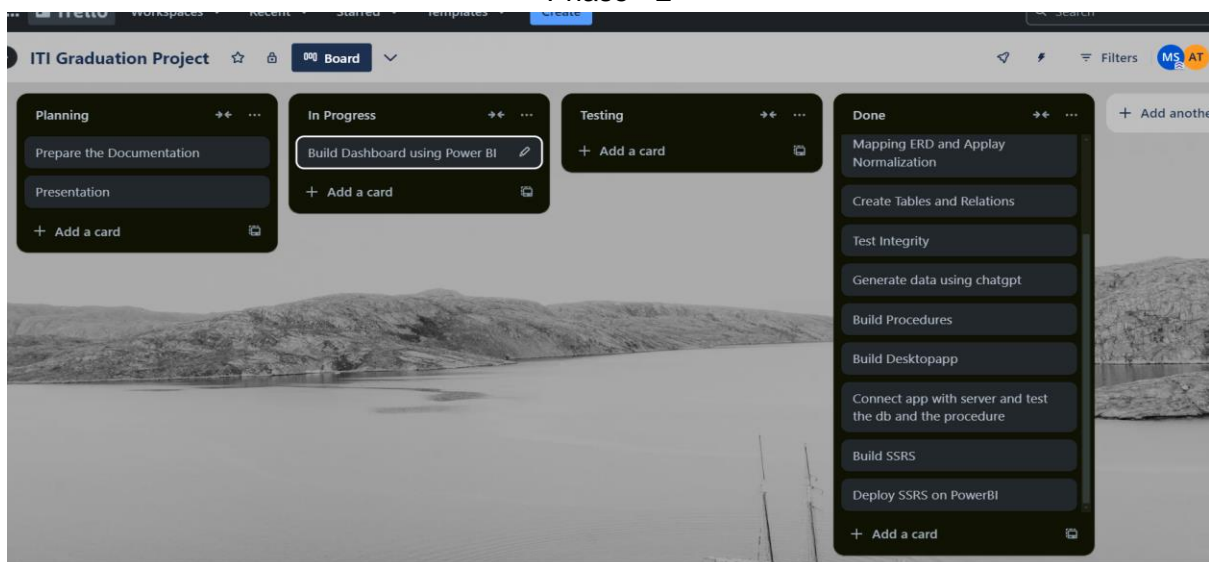 Trello Workspaces Recent Starred Templates Create Search
ITI Graduation Project Board Filters MS AT
Planning
Prepare the Documentation
Presentation
+ Add a card
In Progress
Build Dashboard using Power BI
+ Add a card
Testing
+ Add a card
Done
Mapping ERD and Applay
Normalization
Create Tables and Relations
Test Integrity
Generate data using chatgpt
Build Procedures
Build Desktopapp
Connect app with server and test
the db and the procedure
Build SSRS
Deploy SSRS on PowerBI
+ Add a card
+ Add anothe